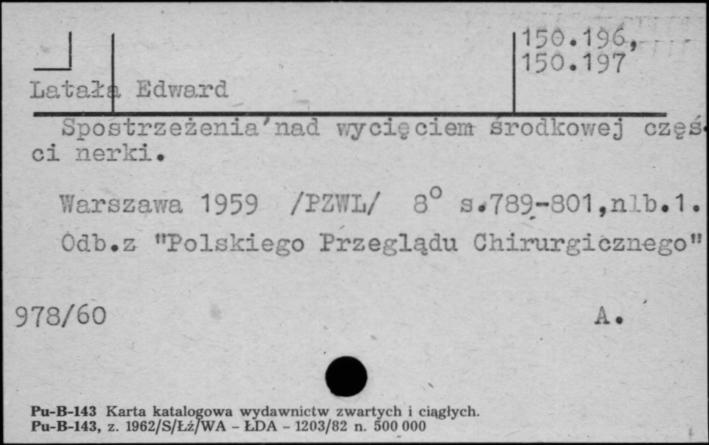 150.196,
150.197
Latała Edward
Spostrzeżenia nad wycięciem środkowej częś-
ci nerki.
Warszawa 1959 /PZWL/ 8° s.789-801,nlb.1.
Odb.z "Polskiego Przeglądu Chirurgicznego"
978/60 A.
Pu-B-143 Karta katalogowa wydawnictw zwartych i ciągłych.
Pu-B-143, z. 1962/S/Łź/WA – ŁDA – 1203/82 n. 500 000